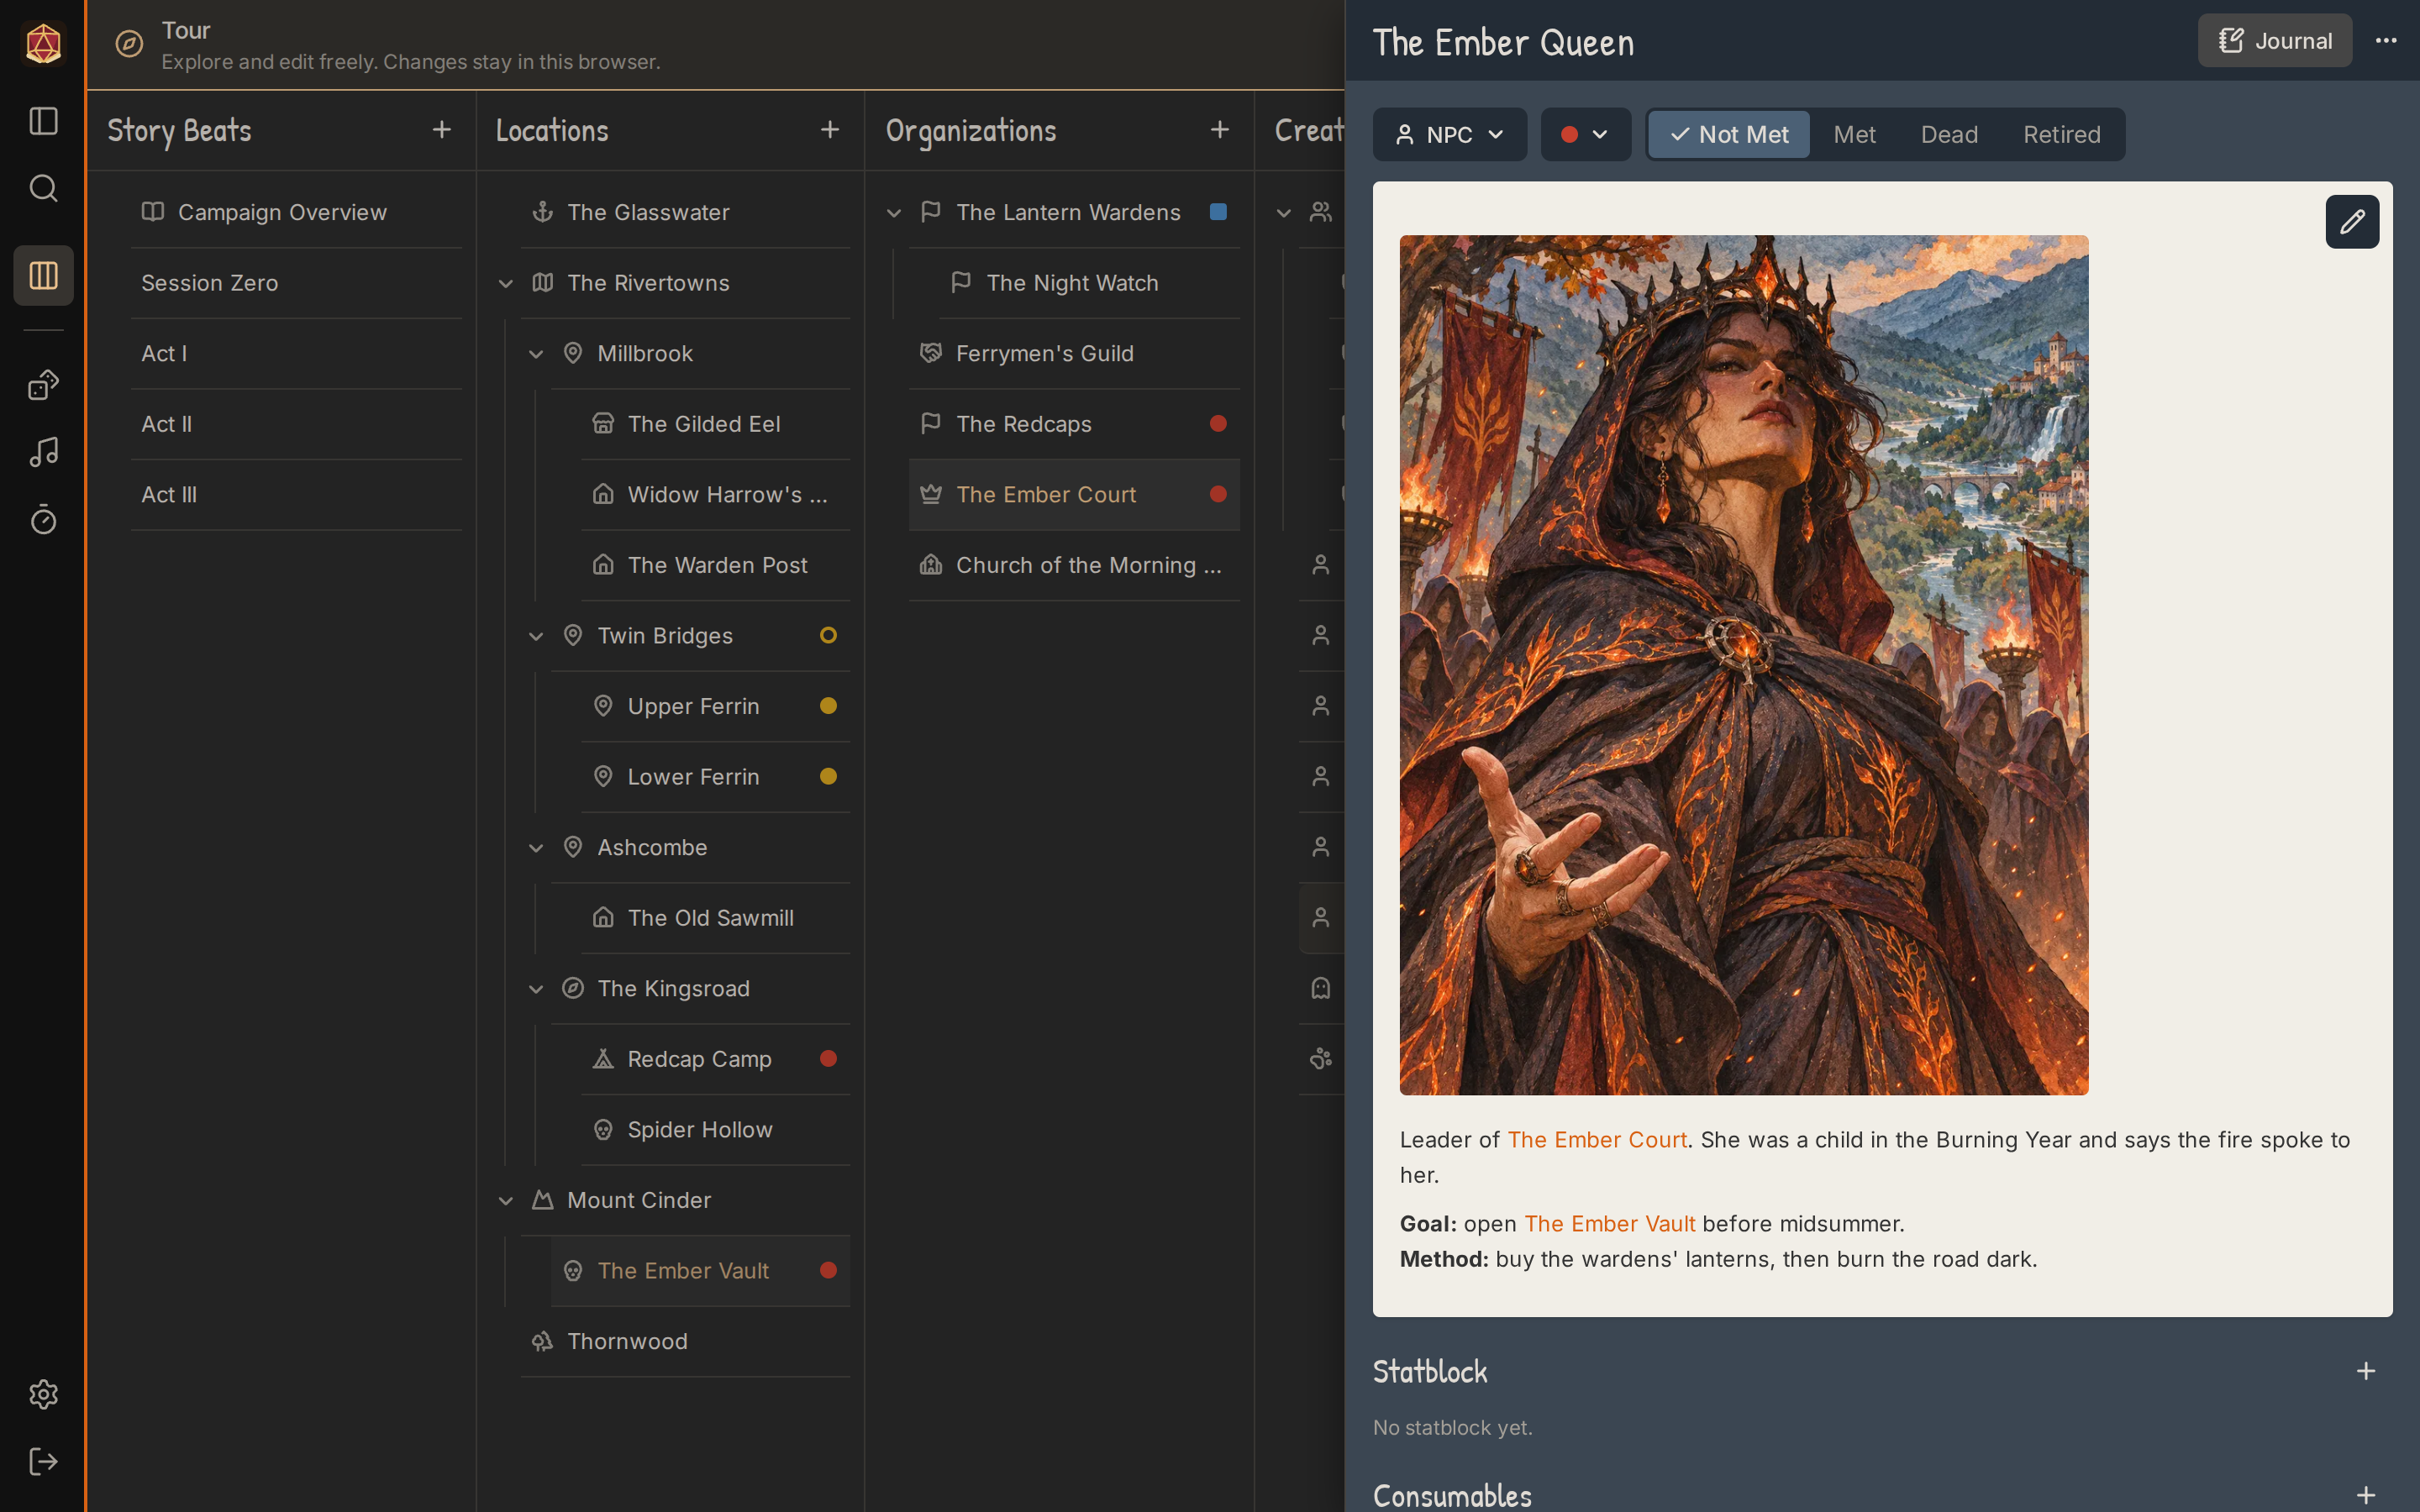 Tour
Explore and edit freely. Changes stay in this browser.
Story Beats
Campaign Overview
Session Zero
Act I
Act II
Act III
Locations
The Glasswater
The Rivertowns
Millbrook
The Gilded Eel
Widow Harrow's ...
The Warden Post
Twin Bridges
Upper Ferrin
Lower Ferrin
Ashcombe
The Old Sawmill
The Kingsroad
Redcap Camp
Spider Hollow
Mount Cinder
The Ember Vault
Thornwood
Organizations
The Lantern Wardens
The Night Watch
Ferrymen's Guild
The Redcaps
The Ember Court
Church of the Morning ...
Creat
The Ember Queen
Journal
NPC
Not Met
Met
Dead
Retired
Leader of The Ember Court. She was a child in the Burning Year and says the fire spoke to
her.
Goal: open The Ember Vault before midsummer.
Method: buy the wardens' lanterns, then burn the road dark.
Statblock
No statblock yet.
Consumables